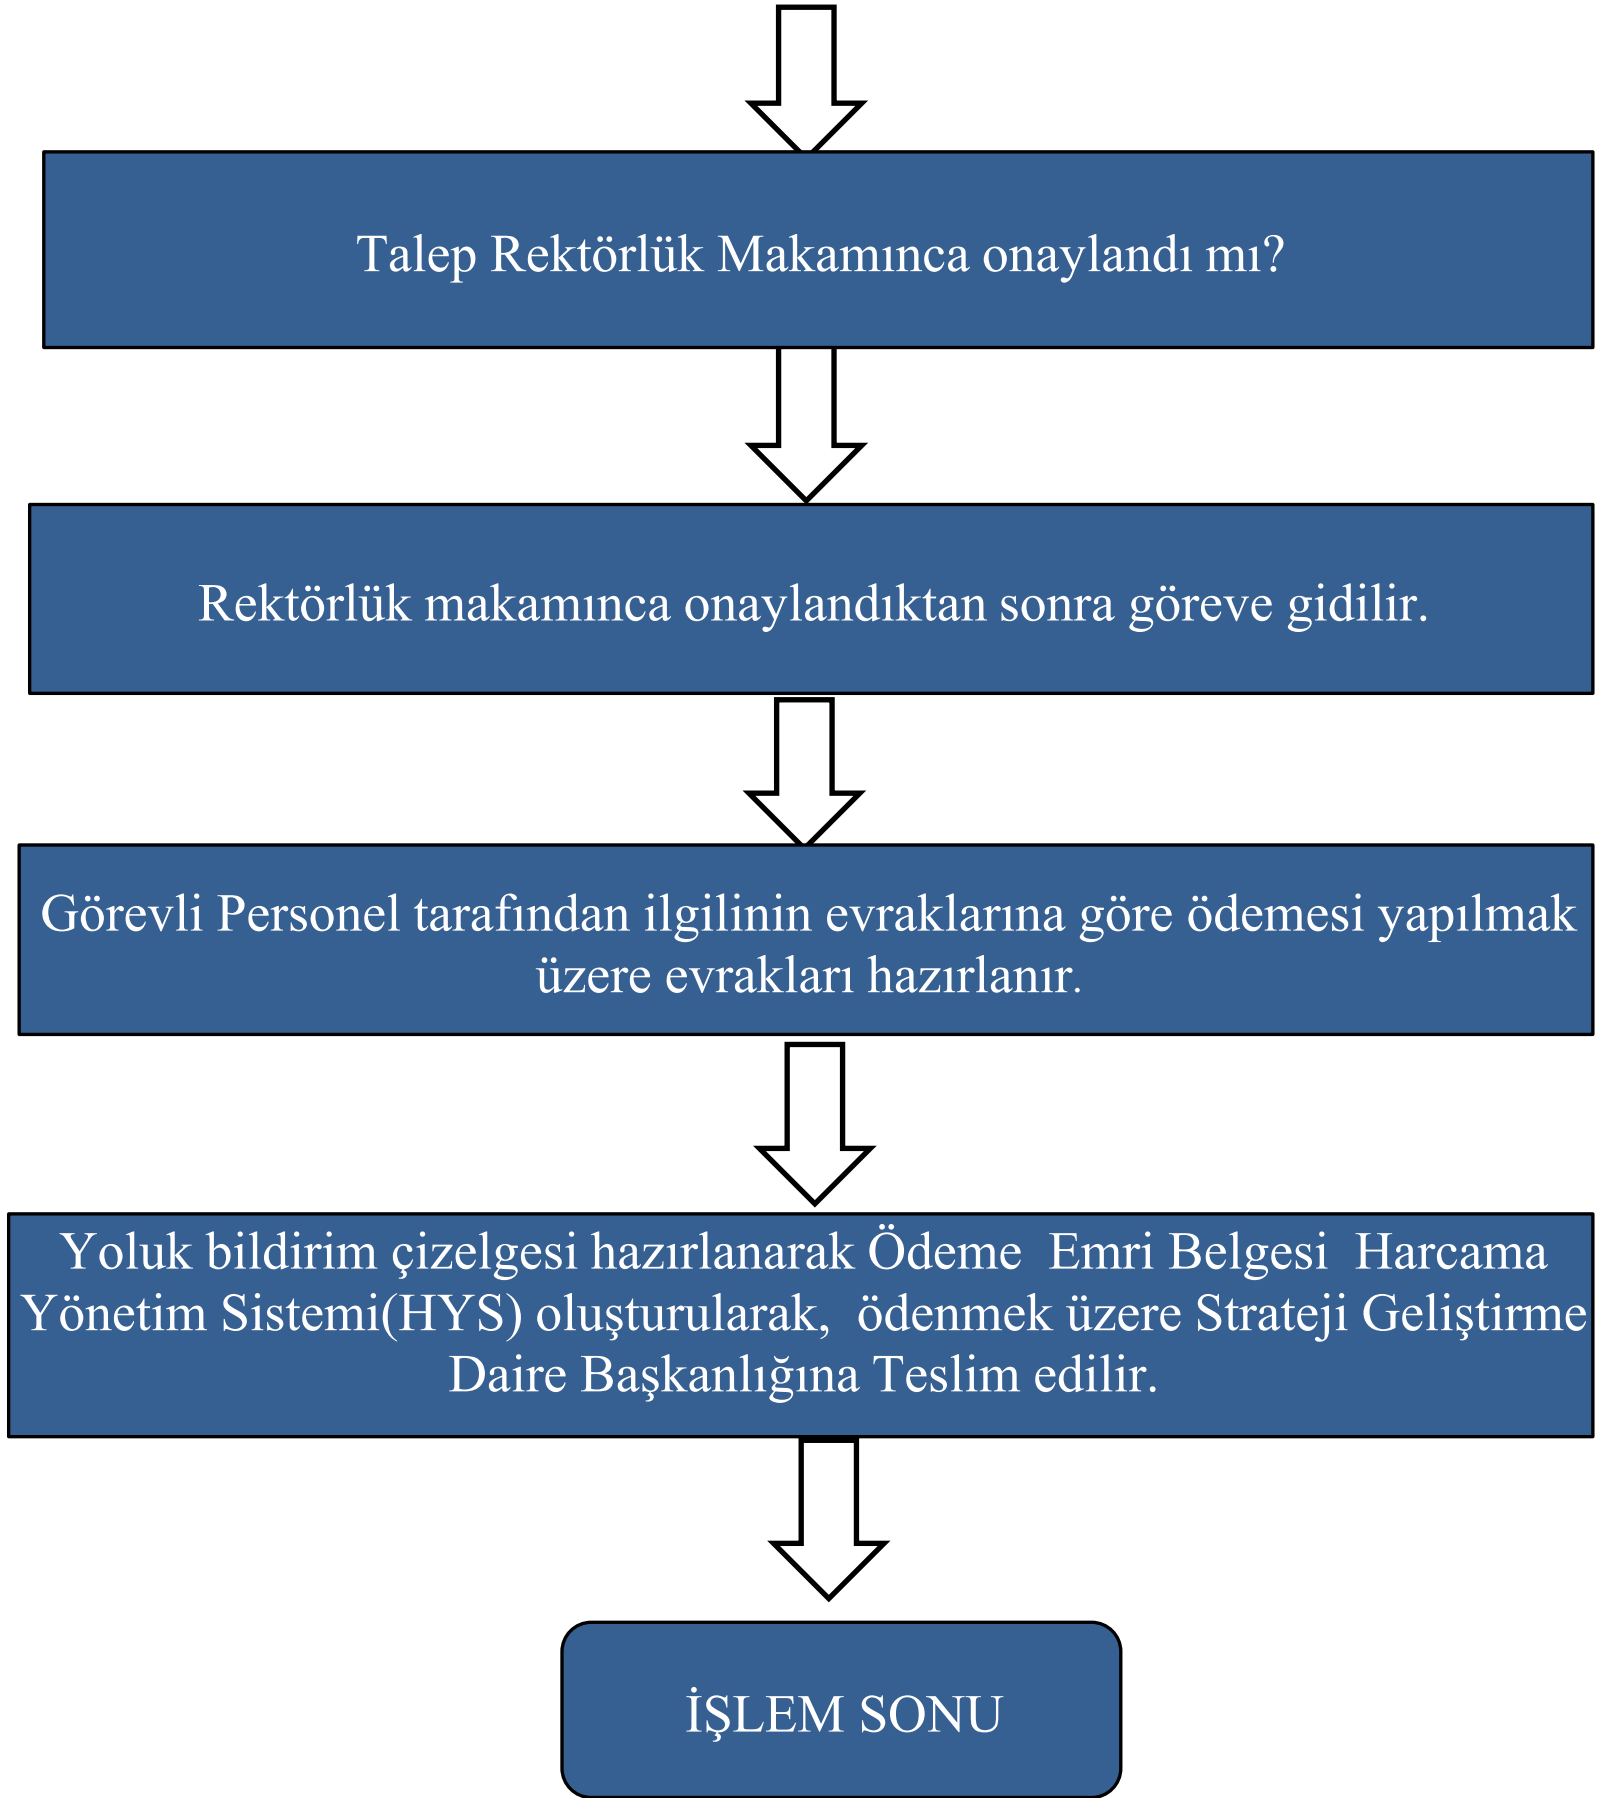 Talep Rektörlük Makamınca onaylandı mı?
Rektörlük makamınca onaylandıktan sonra göreve gidilir.
Görevli Personel tarafından ilgilinin evraklarına göre ödemesi yapılmak
üzere evrakları hazırlanır.
Yoluk bildirim çizelgesi hazırlanarak Ödeme  Emri Belgesi  Harcama
Yönetim Sistemi(HYS) oluşturularak,  ödenmek üzere Strateji Geliştirme
Daire Başkanlığına Teslim edilir.
İŞLEM SONU